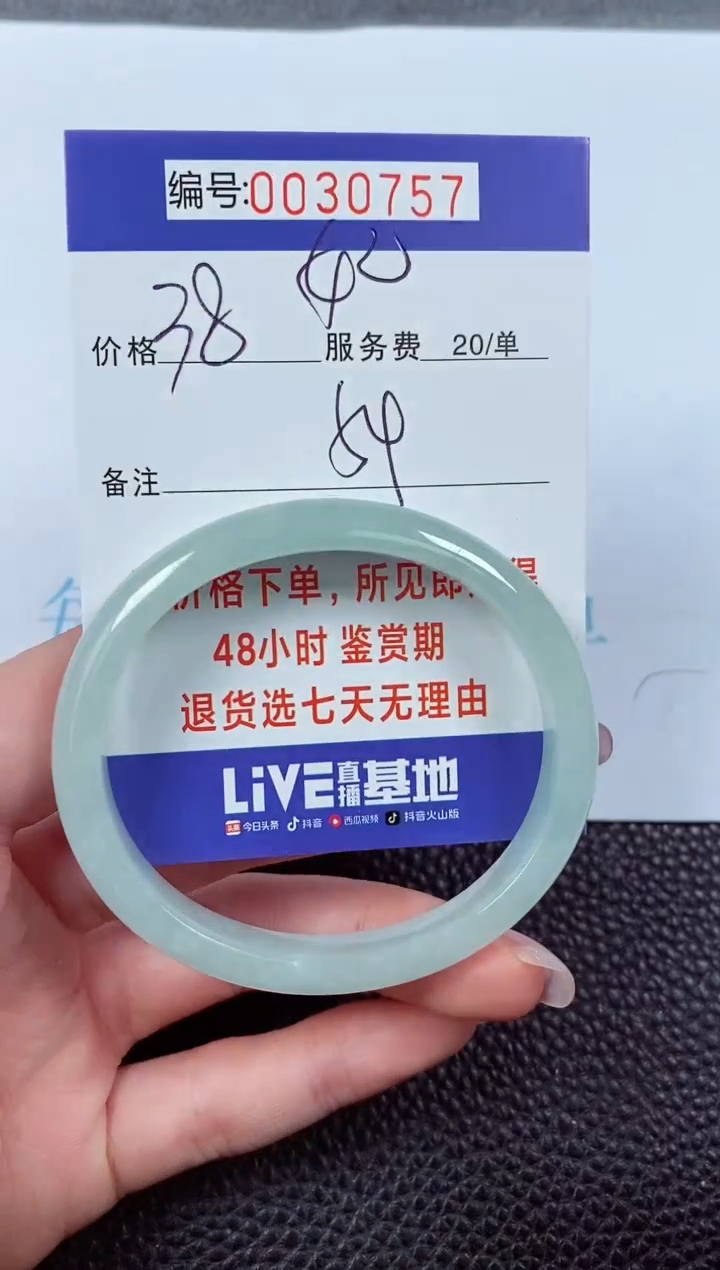 编号:0030757
40
价格 38 服务费 20/单
备注 54
价格下单，所见即
48小时 鉴赏期
退货选七天无理由
LiVE直播基地
今日头条 抖音 西瓜视频 抖音火山版